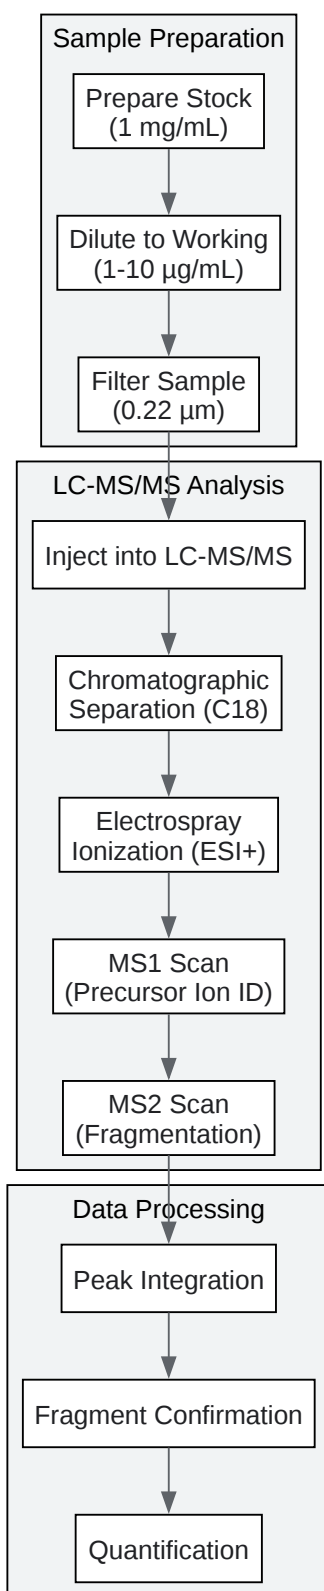 Sample Preparation
Prepare Stock
(1 mg/mL)
Dilute to Working
(1-10 µg/mL)
Filter Sample
(0.22 µm)
LC-MS/MS Analysis
Inject into LC-MS/MS
Chromatographic
Separation (C18)
Electrospray
Ionization (ESI+)
MS1 Scan
(Precursor Ion ID)
MS2 Scan
(Fragmentation)
Data Processing
Peak Integration
Fragment Confirmation
Quantification